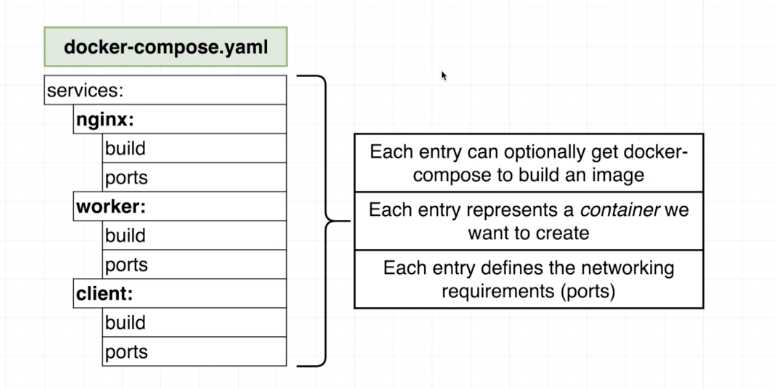 docker-compose.yaml
services:
nginx:
build
ports
worker:
build
ports
client:
build
ports
Each entry can optionally get docker-
compose to build an image
Each entry represents a container we
want to create
Each entry defines the networking
requirements (ports)